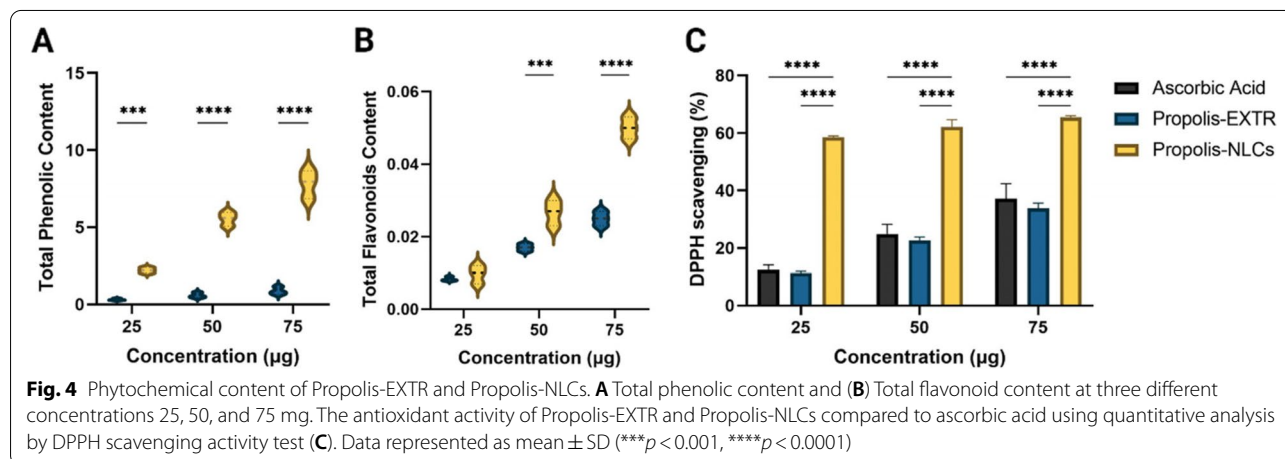 A
Total Phenolic Content
15
10
5
0
***
****
****
25
50
75
Concentration (µg)
B
Total Flavonoids Content
0.06
0.04
0.02
0.00
***
****
25
50
75
Concentration (µg)
C
DPPH scavenging (%)
80
60
40
20
0
****
****
****
****
****
****
25
50
75
Concentration (µg)
Ascorbic Acid
Propolis-EXTR
Propolis-NLCs
Fig. 4 Phytochemical content of Propolis-EXTR and Propolis-NLCs. A Total phenolic content and (B) Total flavonoid content at three different
concentrations 25, 50, and 75 mg. The antioxidant activity of Propolis-EXTR and Propolis-NLCs compared to ascorbic acid using quantitative analysis
by DPPH scavenging activity test (C). Data represented as mean ± SD (***p < 0.001, ****p < 0.0001)